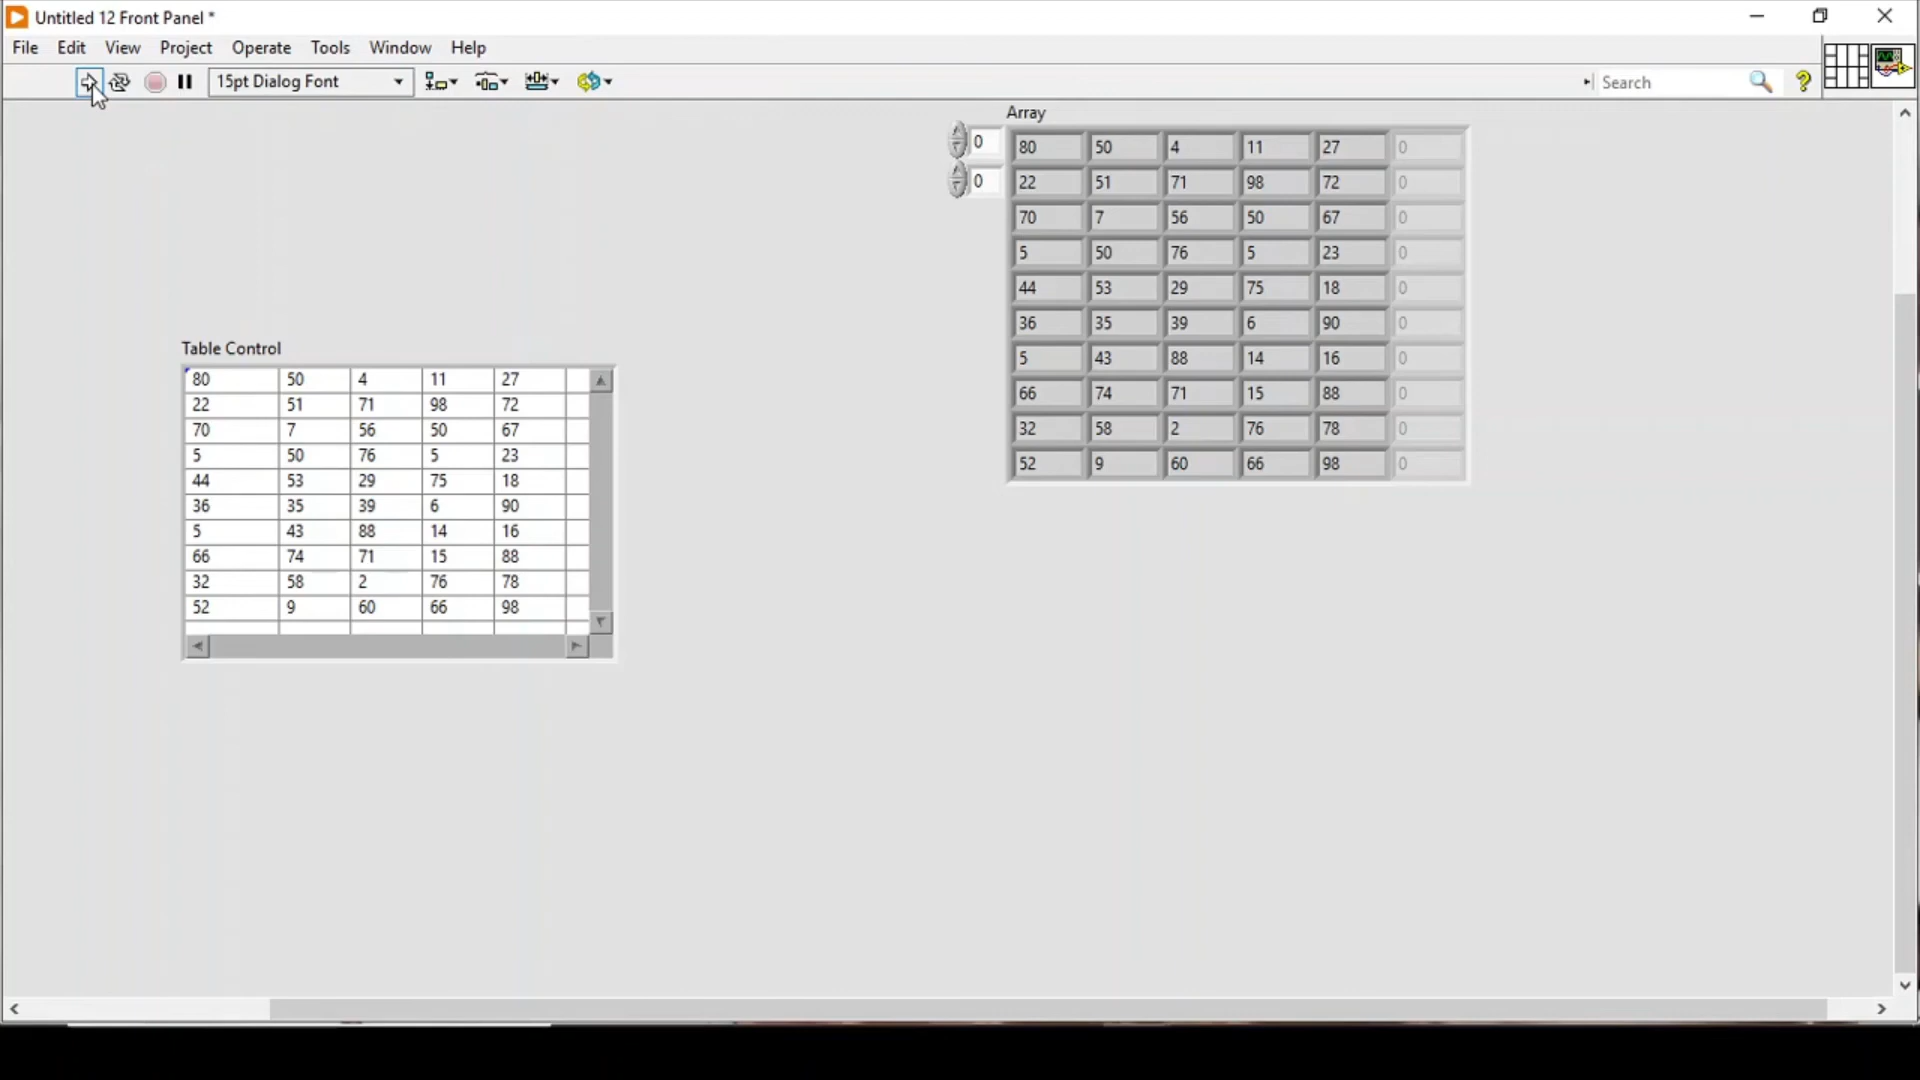 Untitled 12 Front Panel *
File Edit View Project Operate Tools Window Help
15pt Dialog Font
Search
?
Array
0
0
80 50 4 11 27 0
22 51 71 98 72 0
70 7 56 50 67 0
5 50 76 5 23 0
44 53 29 75 18 0
36 35 39 6 90 0
5 43 88 14 16 0
66 74 71 15 88 0
32 58 2 76 78 0
52 9 60 66 98 0
Table Control
80 50 4 11 27
22 51 71 98 72
70 7 56 50 67
5 50 76 5 23
44 53 29 75 18
36 35 39 6 90
5 43 88 14 16
66 74 71 15 88
32 58 2 76 78
52 9 60 66 98